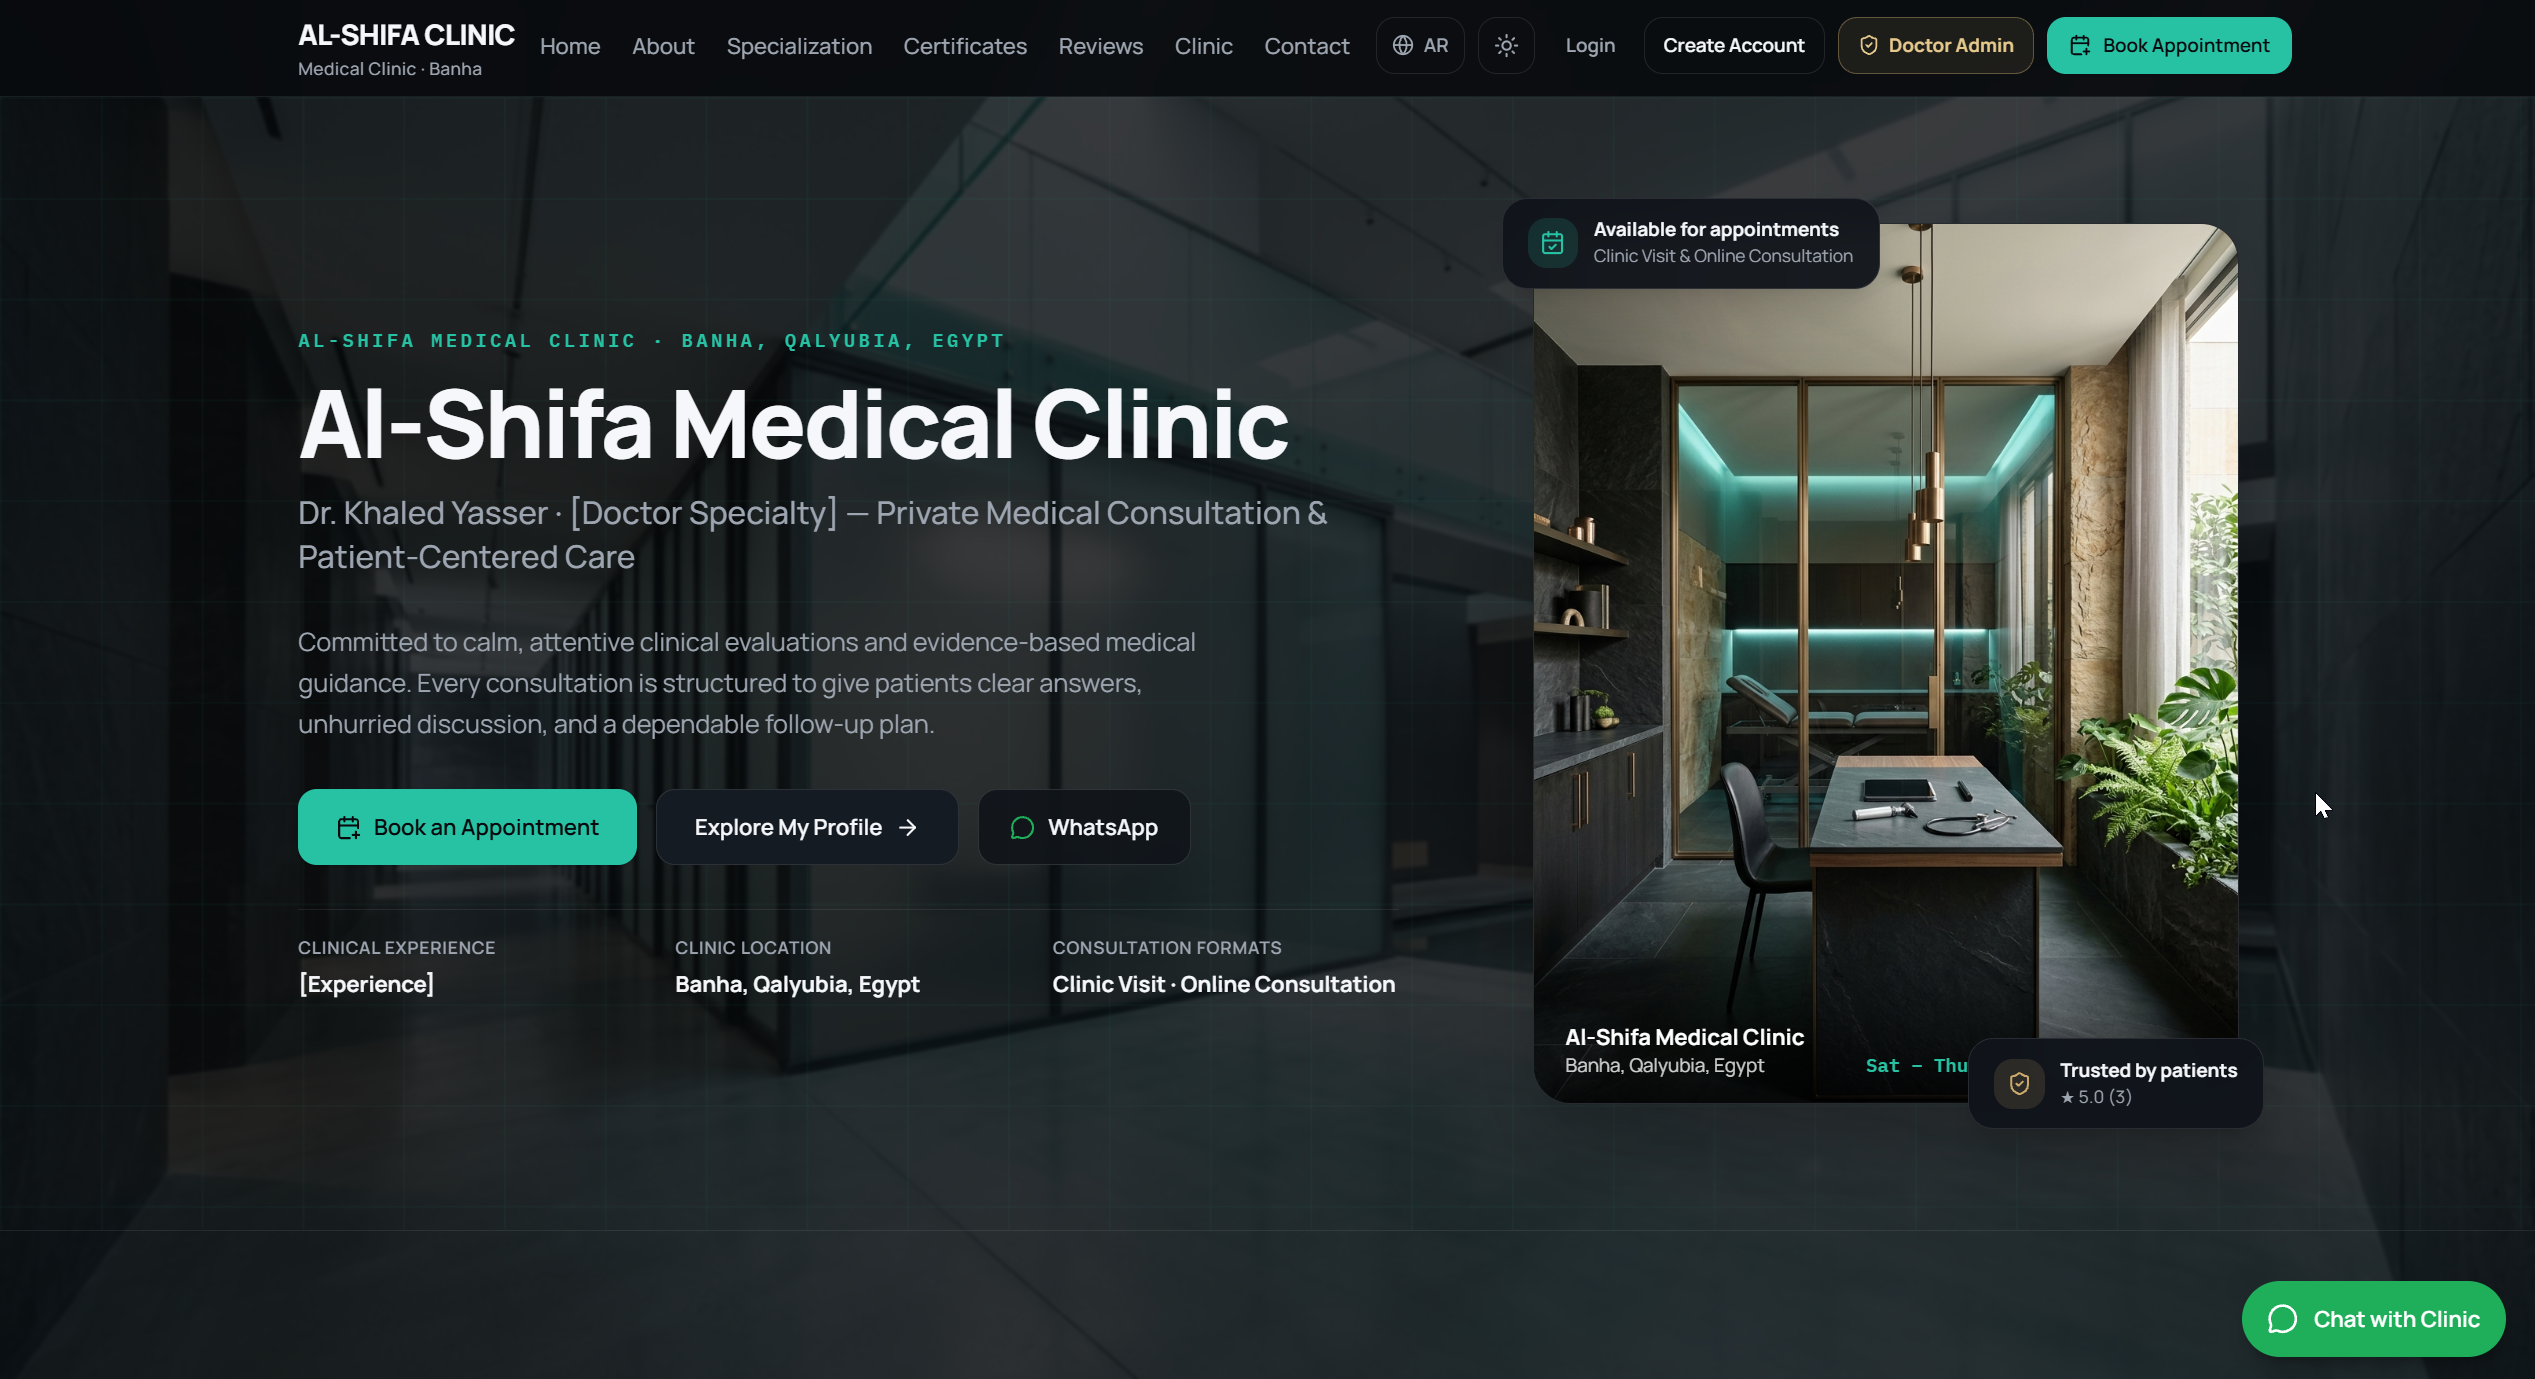 AL-SHIFA CLINIC
Medical Clinic · Banha
Home
About
Specialization
Certificates
Reviews
Clinic
Contact
AR
Login
Create Account
Doctor Admin
Book Appointment
Available for appointments
Clinic Visit & Online Consultation
AL-SHIFA MEDICAL CLINIC · BANHA, QALYUBIA, EGYPT
Al-Shifa Medical Clinic
Dr. Khaled Yasser · [Doctor Specialty] — Private Medical Consultation &
Patient-Centered Care
Committed to calm, attentive clinical evaluations and evidence-based medical
guidance. Every consultation is structured to give patients clear answers,
unhurried discussion, and a dependable follow-up plan.
Book an Appointment
Explore My Profile →
WhatsApp
CLINICAL EXPERIENCE
[Experience]
CLINIC LOCATION
Banha, Qalyubia, Egypt
CONSULTATION FORMATS
Clinic Visit · Online Consultation
Al-Shifa Medical Clinic
Banha, Qalyubia, Egypt
Sat – Thu
Trusted by patients
★ 5.0 (3)
Chat with Clinic